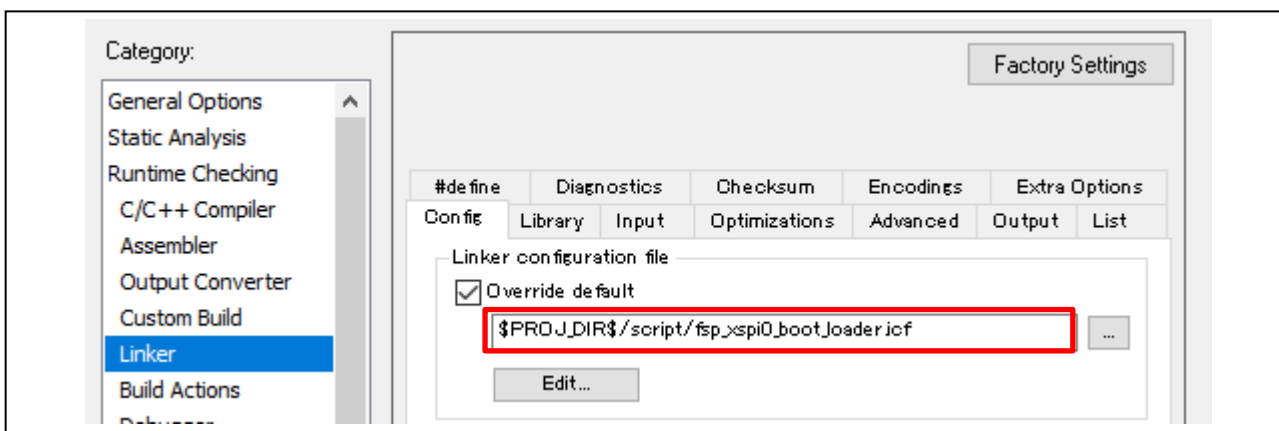 Category:
Factory Settings
General Options
Static Analysis
Runtime Checking
C/C++ Compiler
Assembler
Output Converter
Custom Build
Linker
Build Actions
Debugger
#define Diagnostics Checksum Encodings Extra Options
Config Library Input Optimizations Advanced Output List
Linker configuration file
Override default
$PROJ_DIR$/script/fsp_xspi0_boot_loader.icf
...
Edit...